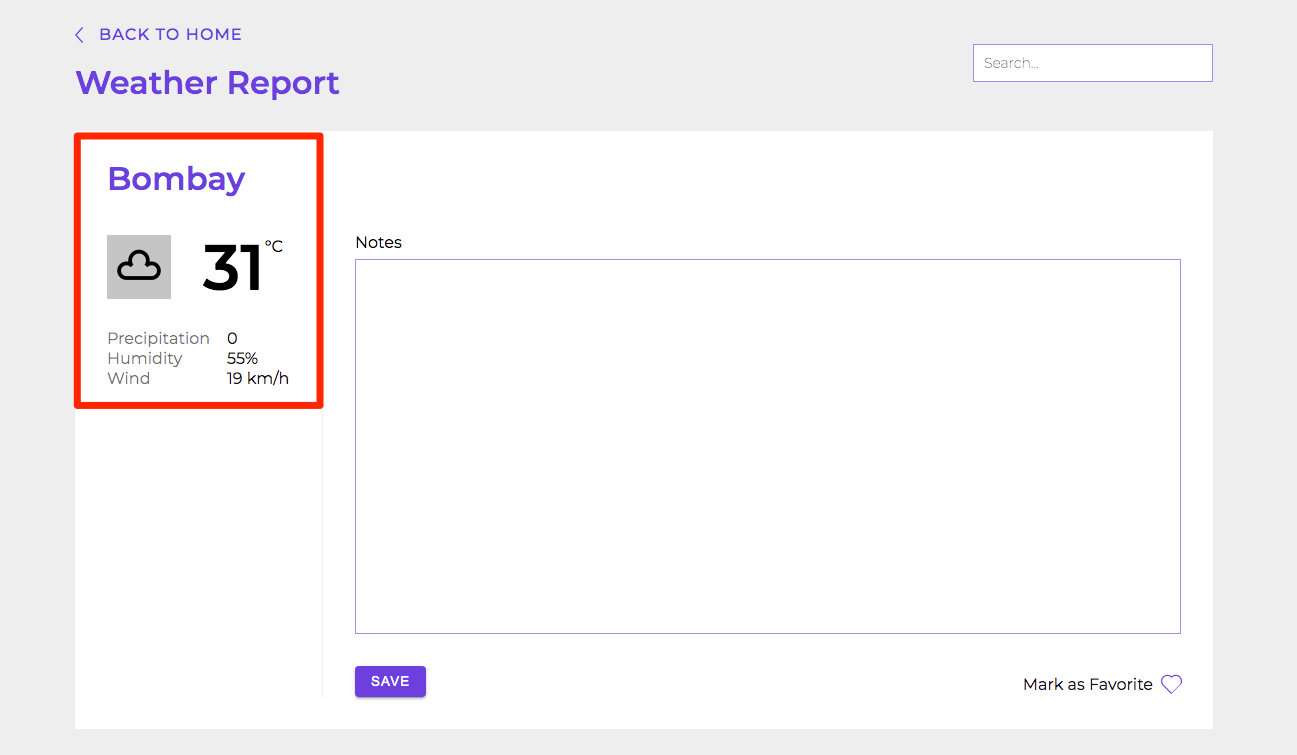 BACK TO HOME
Weather Report
Search...
Bombay
31 °C
Precipitation 0
Humidity 55%
Wind 19 km/h
Notes
SAVE
Mark as Favorite